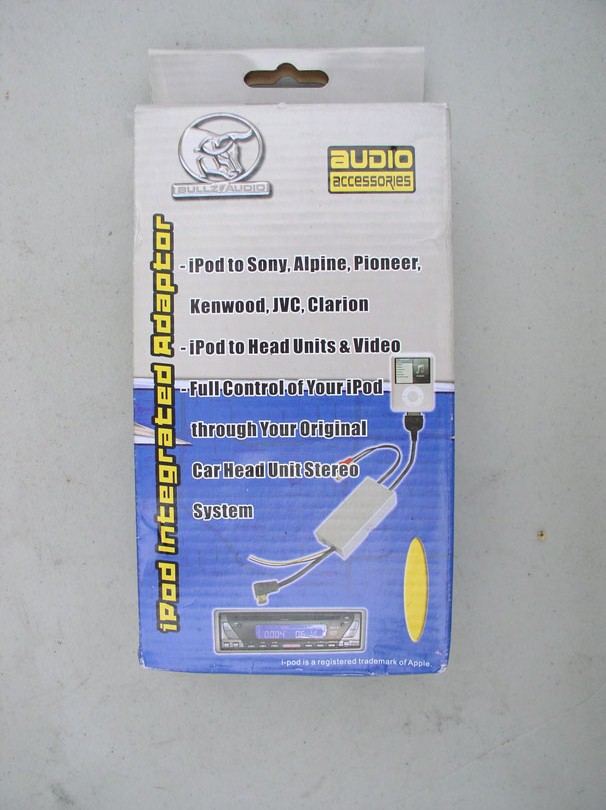 BULLZ AUDIO
AUDIO
ACCESSORIES
iPod Integrated Adaptor
- iPod to Sony, Alpine, Pioneer,
Kenwood, JVC, Clarion
- iPod to Head Units & Video
- Full Control of Your iPod
through Your Original
Car Head Unit Stereo
System
i-pod is a registered trademark of Apple.